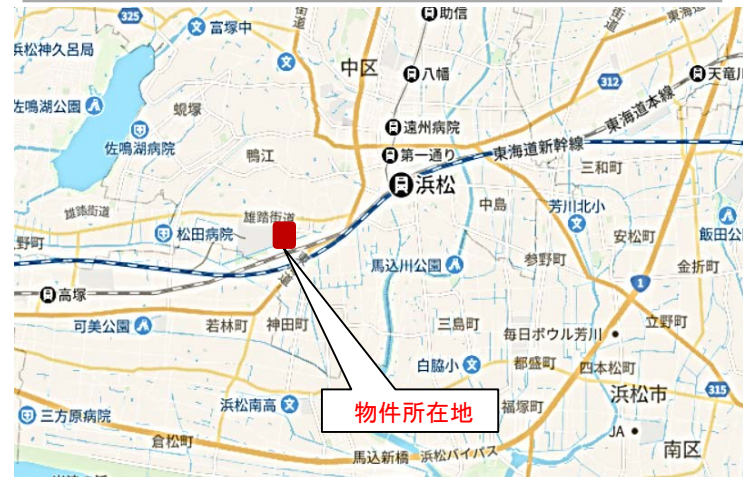 325
富塚中
助信
街道
東海道
浜松神久呂局
中区
八幡
天竜川
312
佐鳴湖公園
蜆塚
遠州病院
東海道本線
佐鳴湖病院
鴨江
第一通り
東海道新幹線
浜松
三和町
雄踏街道
雄踏街道
中島
芳川北小
松田病院
安松町
飯田公
野町
参野町
馬込川公園
金折町
高塚
1
可美公園
若林町
神田町
三島町
毎日ボウル芳川
立野町
白脇小
都盛町
四本松町
浜松市
315
物件所在地
福塚町
浜松南高
三方原病院
倉松町
JA
南区
馬込新橋
浜松バイパス